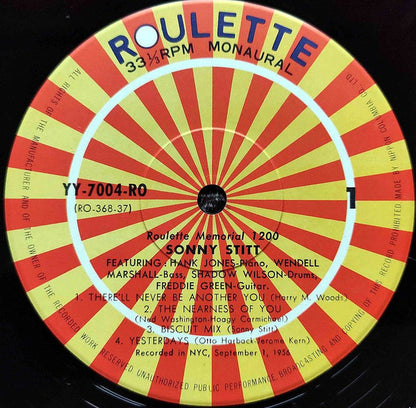 ROULETTE
33 1/3 RPM MONAURAL
YY-7004-RO
(RO-368-37)
1
Roulette Memorial 1200
SONNY STITT
FEATURING: HANK JONES-Piano, WENDELL
MARSHALL-Bass, SHADOW WILSON-Drums,
FREDDIE GREEN-Guitar.
1. THERE'LL NEVER BE ANOTHER YOU (Harry M. Woods)
2. THE NEARNESS OF YOU
(Ned Washington-Hoagy Carmichael)
3. BISCUIT MIX (Sonny Stitt)
4. YESTERDAYS (Otto Harback-Jerome Kern)
Recorded in NYC, September 1, 1956
ALL RIGHTS OF THE MANUFACTURER AND OF THE OWNER OF THE RECORDED WORK RESERVED UNAUTHORIZED PUBLIC PERFORMANCE, BROADCASTING AND COPYING OF THIS RECORD PROHIBITED. MADE BY NIPPON COLUMBIA CO. LTD.